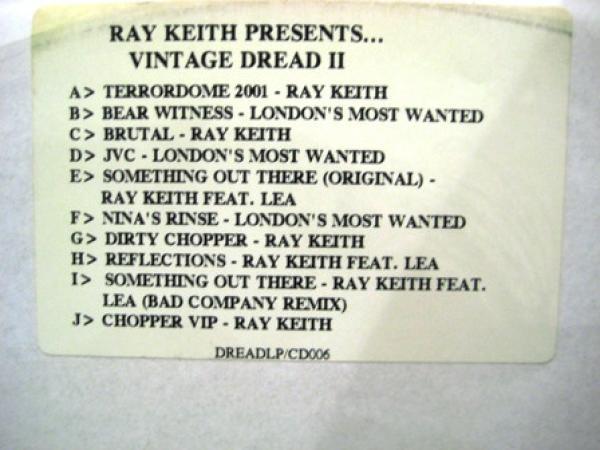 RAY KEITH PRESENTS...
VINTAGE DREAD II
A> TERRORDOME 2001 - RAY KEITH
B> BEAR WITNESS - LONDON'S MOST WANTED
C> BRUTAL - RAY KEITH
D> JVC - LONDON'S MOST WANTED
E> SOMETHING OUT THERE (ORIGINAL) -
RAY KEITH FEAT. LEA
F> NINA'S RINSE - LONDON'S MOST WANTED
G> DIRTY CHOPPER - RAY KEITH
H> REFLECTIONS - RAY KEITH FEAT. LEA
I> SOMETHING OUT THERE - RAY KEITH FEAT.
LEA (BAD COMPANY REMIX)
J> CHOPPER VIP - RAY KEITH
DREADLP/CD006